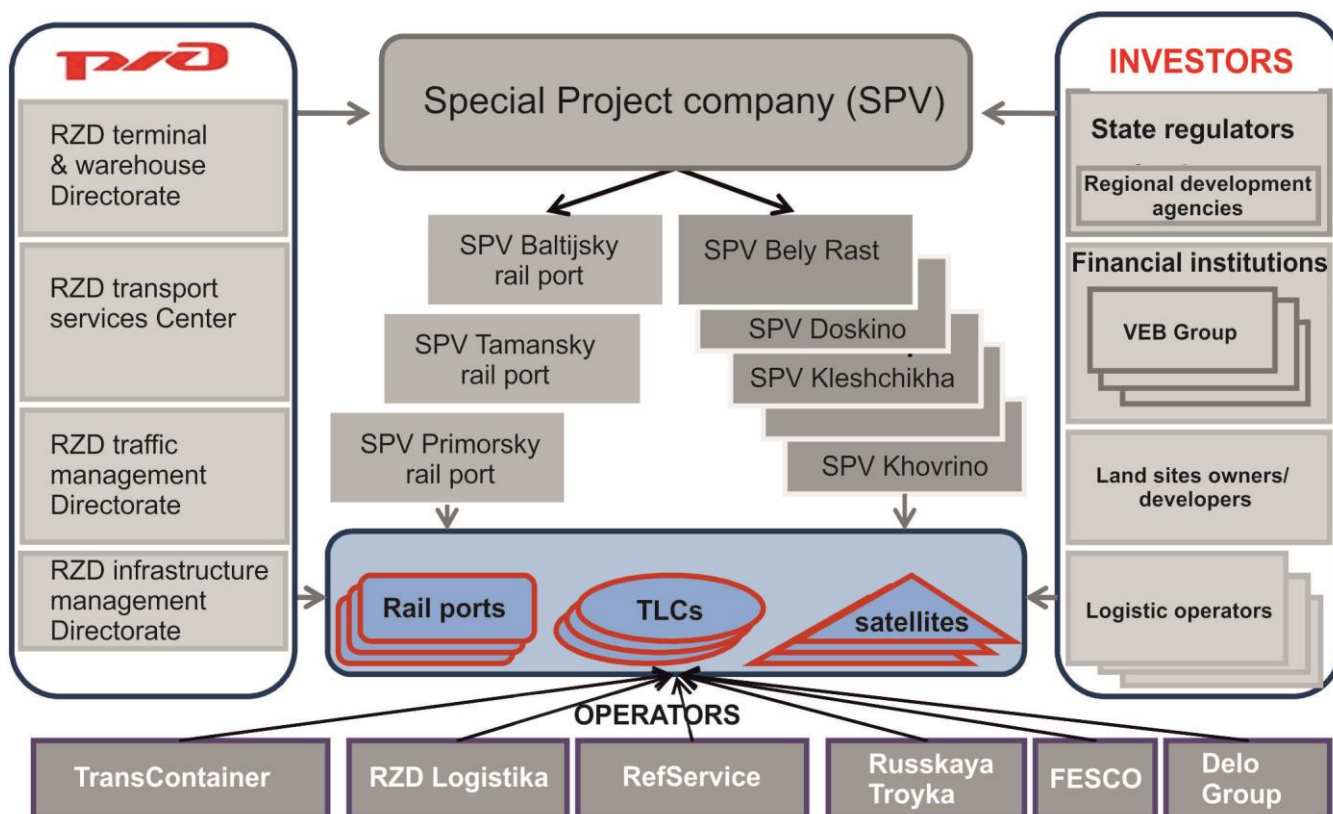 РЖД
RZD terminal
& warehouse
Directorate
RZD transport
services Center
RZD traffic
management
Directorate
RZD infrastructure
management
Directorate
Special Project company (SPV)
SPV Baltijsky
rail port
SPV Tamansky
rail port
SPV Primorsky
rail port
SPV Bely Rast
SPV Doskino
SPV Kleshchikha
SPV Khovrino
INVESTORS
State regulators
Regional development
agencies
Financial institutions
VEB Group
Land sites owners/
developers
Logistic operators
Rail ports
TLCs
satellites
OPERATORS
TransContainer
RZD Logistika
RefService
Russkaya
Troyka
FESCO
Delo
Group